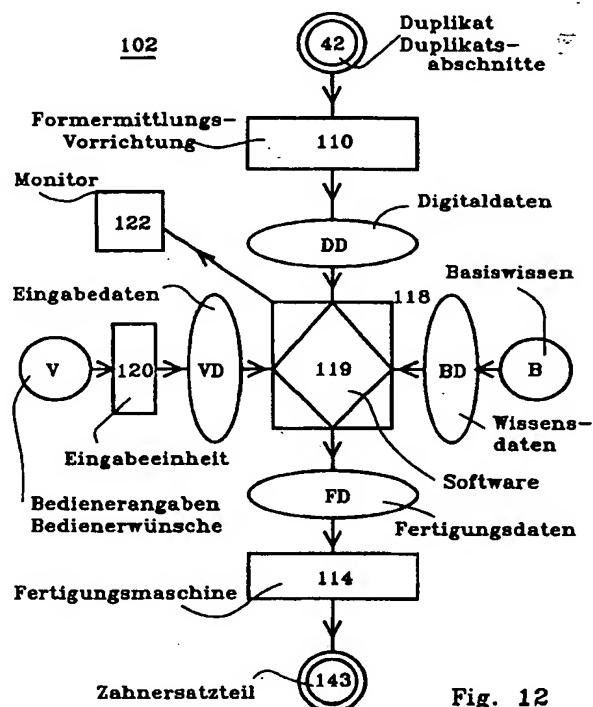 102
42
Duplikat
Duplikats-
abschnitte
Formermittlungs-
Vorrichtung
110
Monitor
122
Digitaldaten
DD
Eingabedaten
118
Basiswissen
V
120
VD
119
BD
B
Eingabeeinheit
Wissens-
daten
Software
Bedienerangaben
Bedienerwünsche
FD
Fertigungsdaten
114
Fertigungsmaschine
143
Zahnersatzteil
Fig. 12